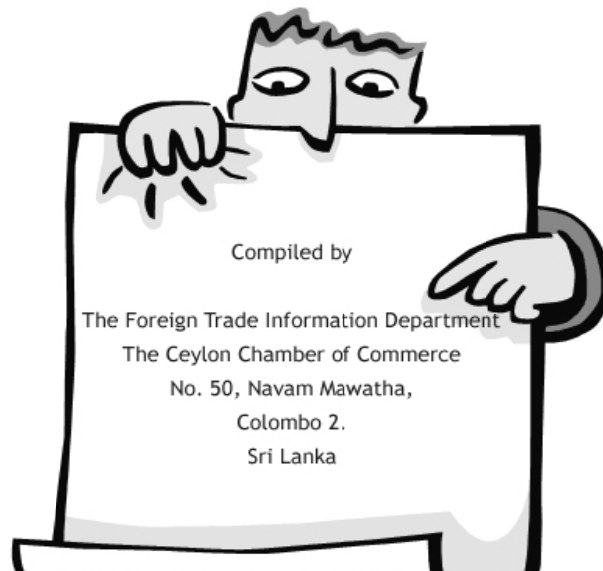 Compiled by
The Foreign Trade Information Department
The Ceylon Chamber of Commerce
No. 50, Navam Mawatha,
Colombo 2.
Sri Lanka